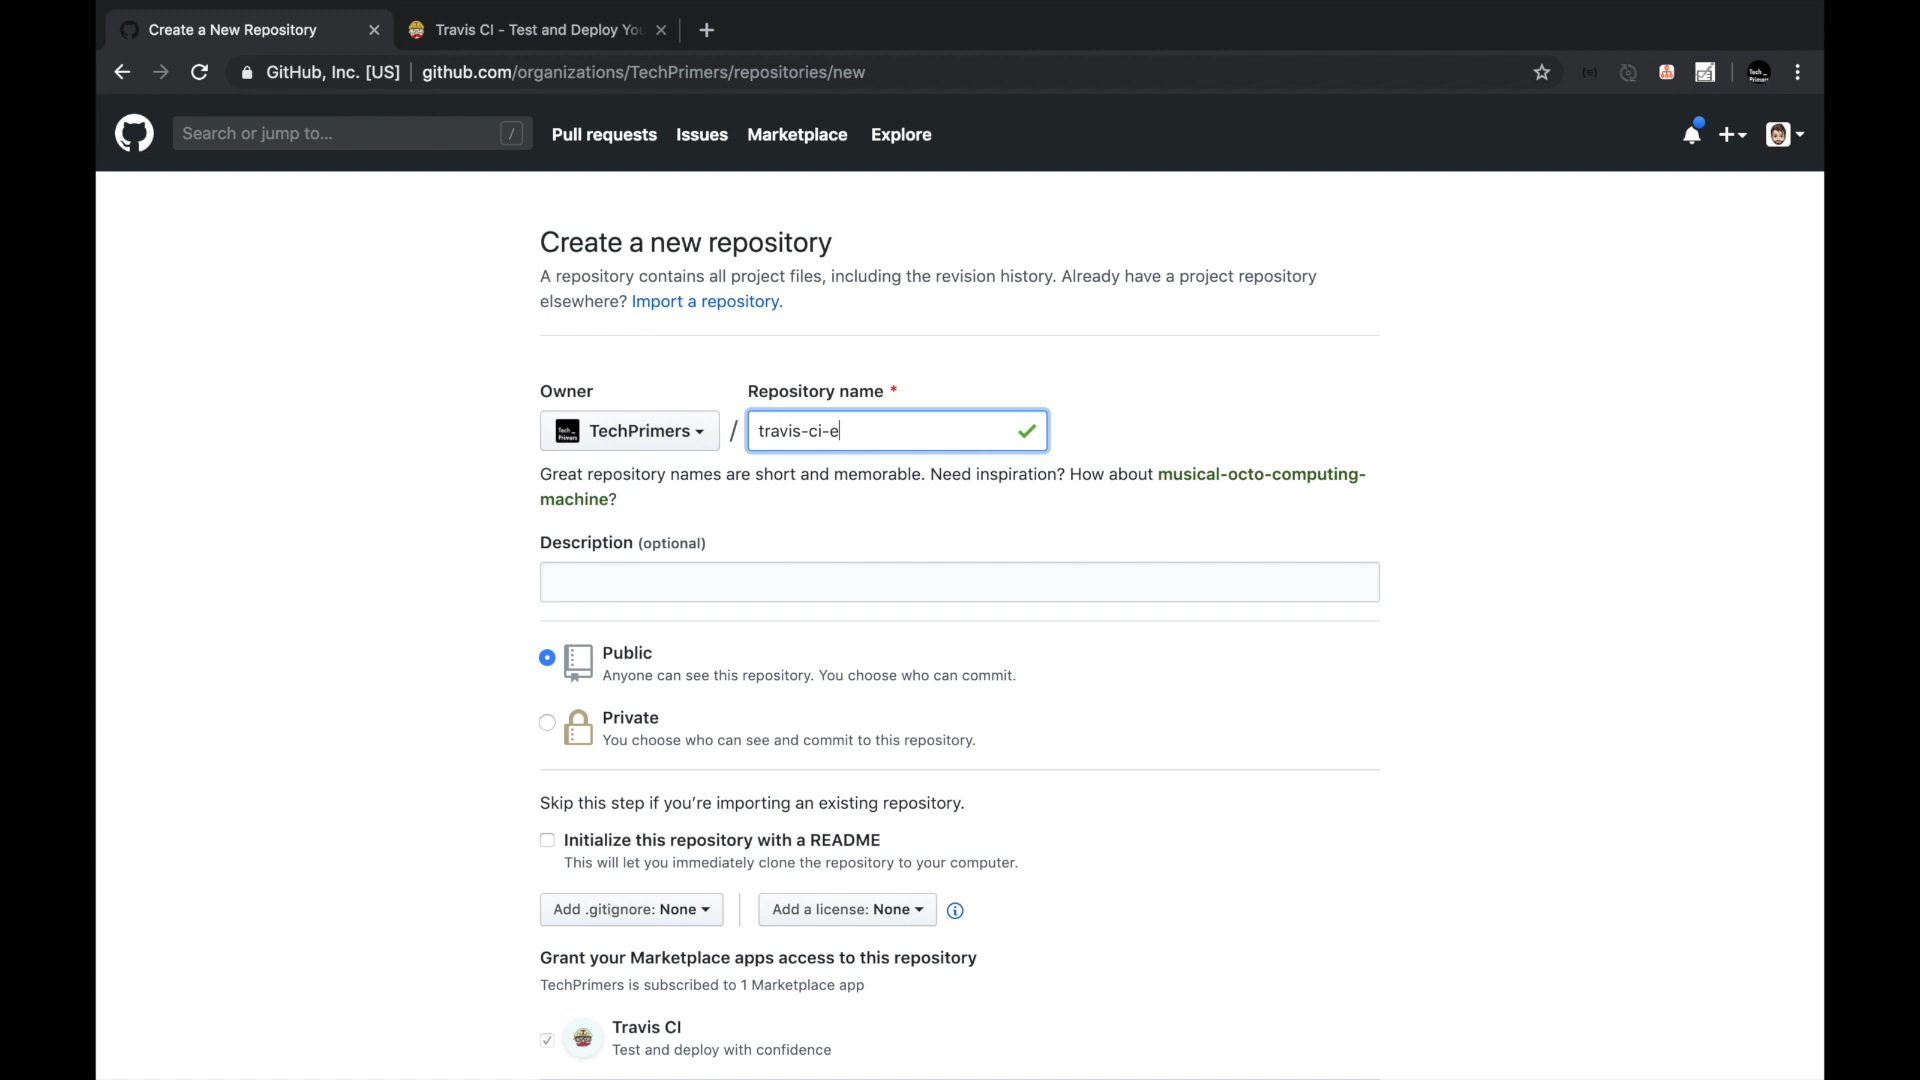 Create a New Repository
Travis CI - Test and Deploy You
GitHub, Inc. [US]
github.com/organizations/TechPrimers/repositories/new
Search or jump to... /
Pull requests Issues Marketplace Explore
Create a new repository
A repository contains all project files, including the revision history. Already have a project repository
elsewhere? Import a repository.
Owner
Repository name *
Tech_ Primers
TechPrimers / travis-ci-e
Great repository names are short and memorable. Need inspiration? How about musical-octo-computing-
machine?
Description (optional)
Public
Anyone can see this repository. You choose who can commit.
Private
You choose who can see and commit to this repository.
Skip this step if you’re importing an existing repository.
Initialize this repository with a README
This will let you immediately clone the repository to your computer.
Add .gitignore: None
Add a license: None
Grant your Marketplace apps access to this repository
TechPrimers is subscribed to 1 Marketplace app
Travis CI
Test and deploy with confidence